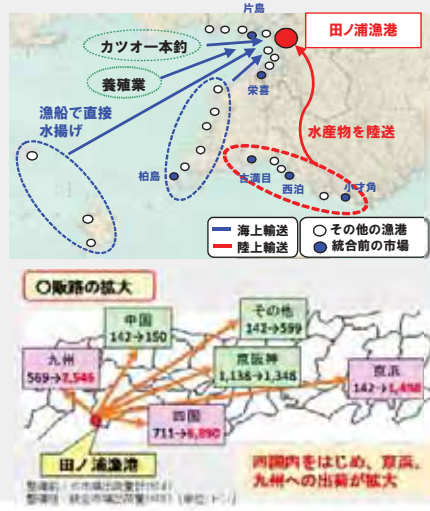 片島
田ノ浦漁港
カツオ一本釣
養殖業
栄喜
漁船で直接
水揚げ
水産物を陸送
柏島
古満目
西泊
小才角
海上輸送
陸上輸送
その他の漁港
統合前の市場
○販路の拡大
中国
142→150
その他
142→599
九州
569→7,546
京阪神
1,138→1,348
京浜
142→1,498
四国
711→6,890
田ノ浦漁港
四国内をはじめ、京浜、
九州への出荷が拡大
(単位:トン)